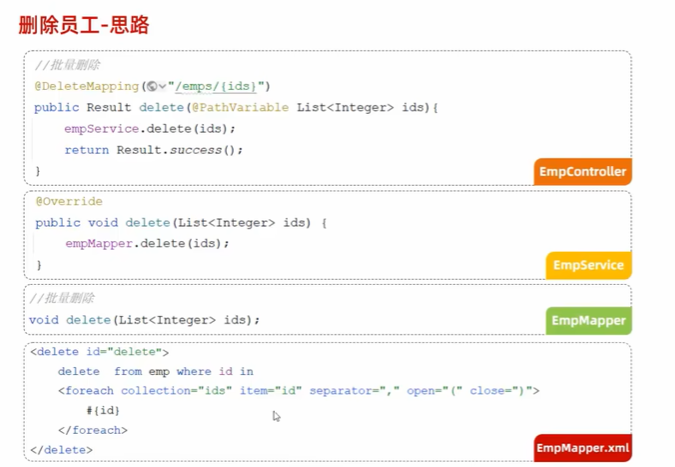 删除员工-思路
//批量删除
@DeleteMapping("/emps/{ids}")
public Result delete(@PathVariable List<Integer> ids){
empService.delete(ids);
return Result.success();
}
EmpController
@Override
public void delete(List<Integer> ids) {
empMapper.delete(ids);
}
EmpService
//批量删除
void delete(List<Integer> ids);
EmpMapper
<delete id="delete">
delete from emp where id in
<foreach collection="ids" item="id" separator="," open="(" close=")">
#{id}
</foreach>
</delete>
EmpMapper.xml